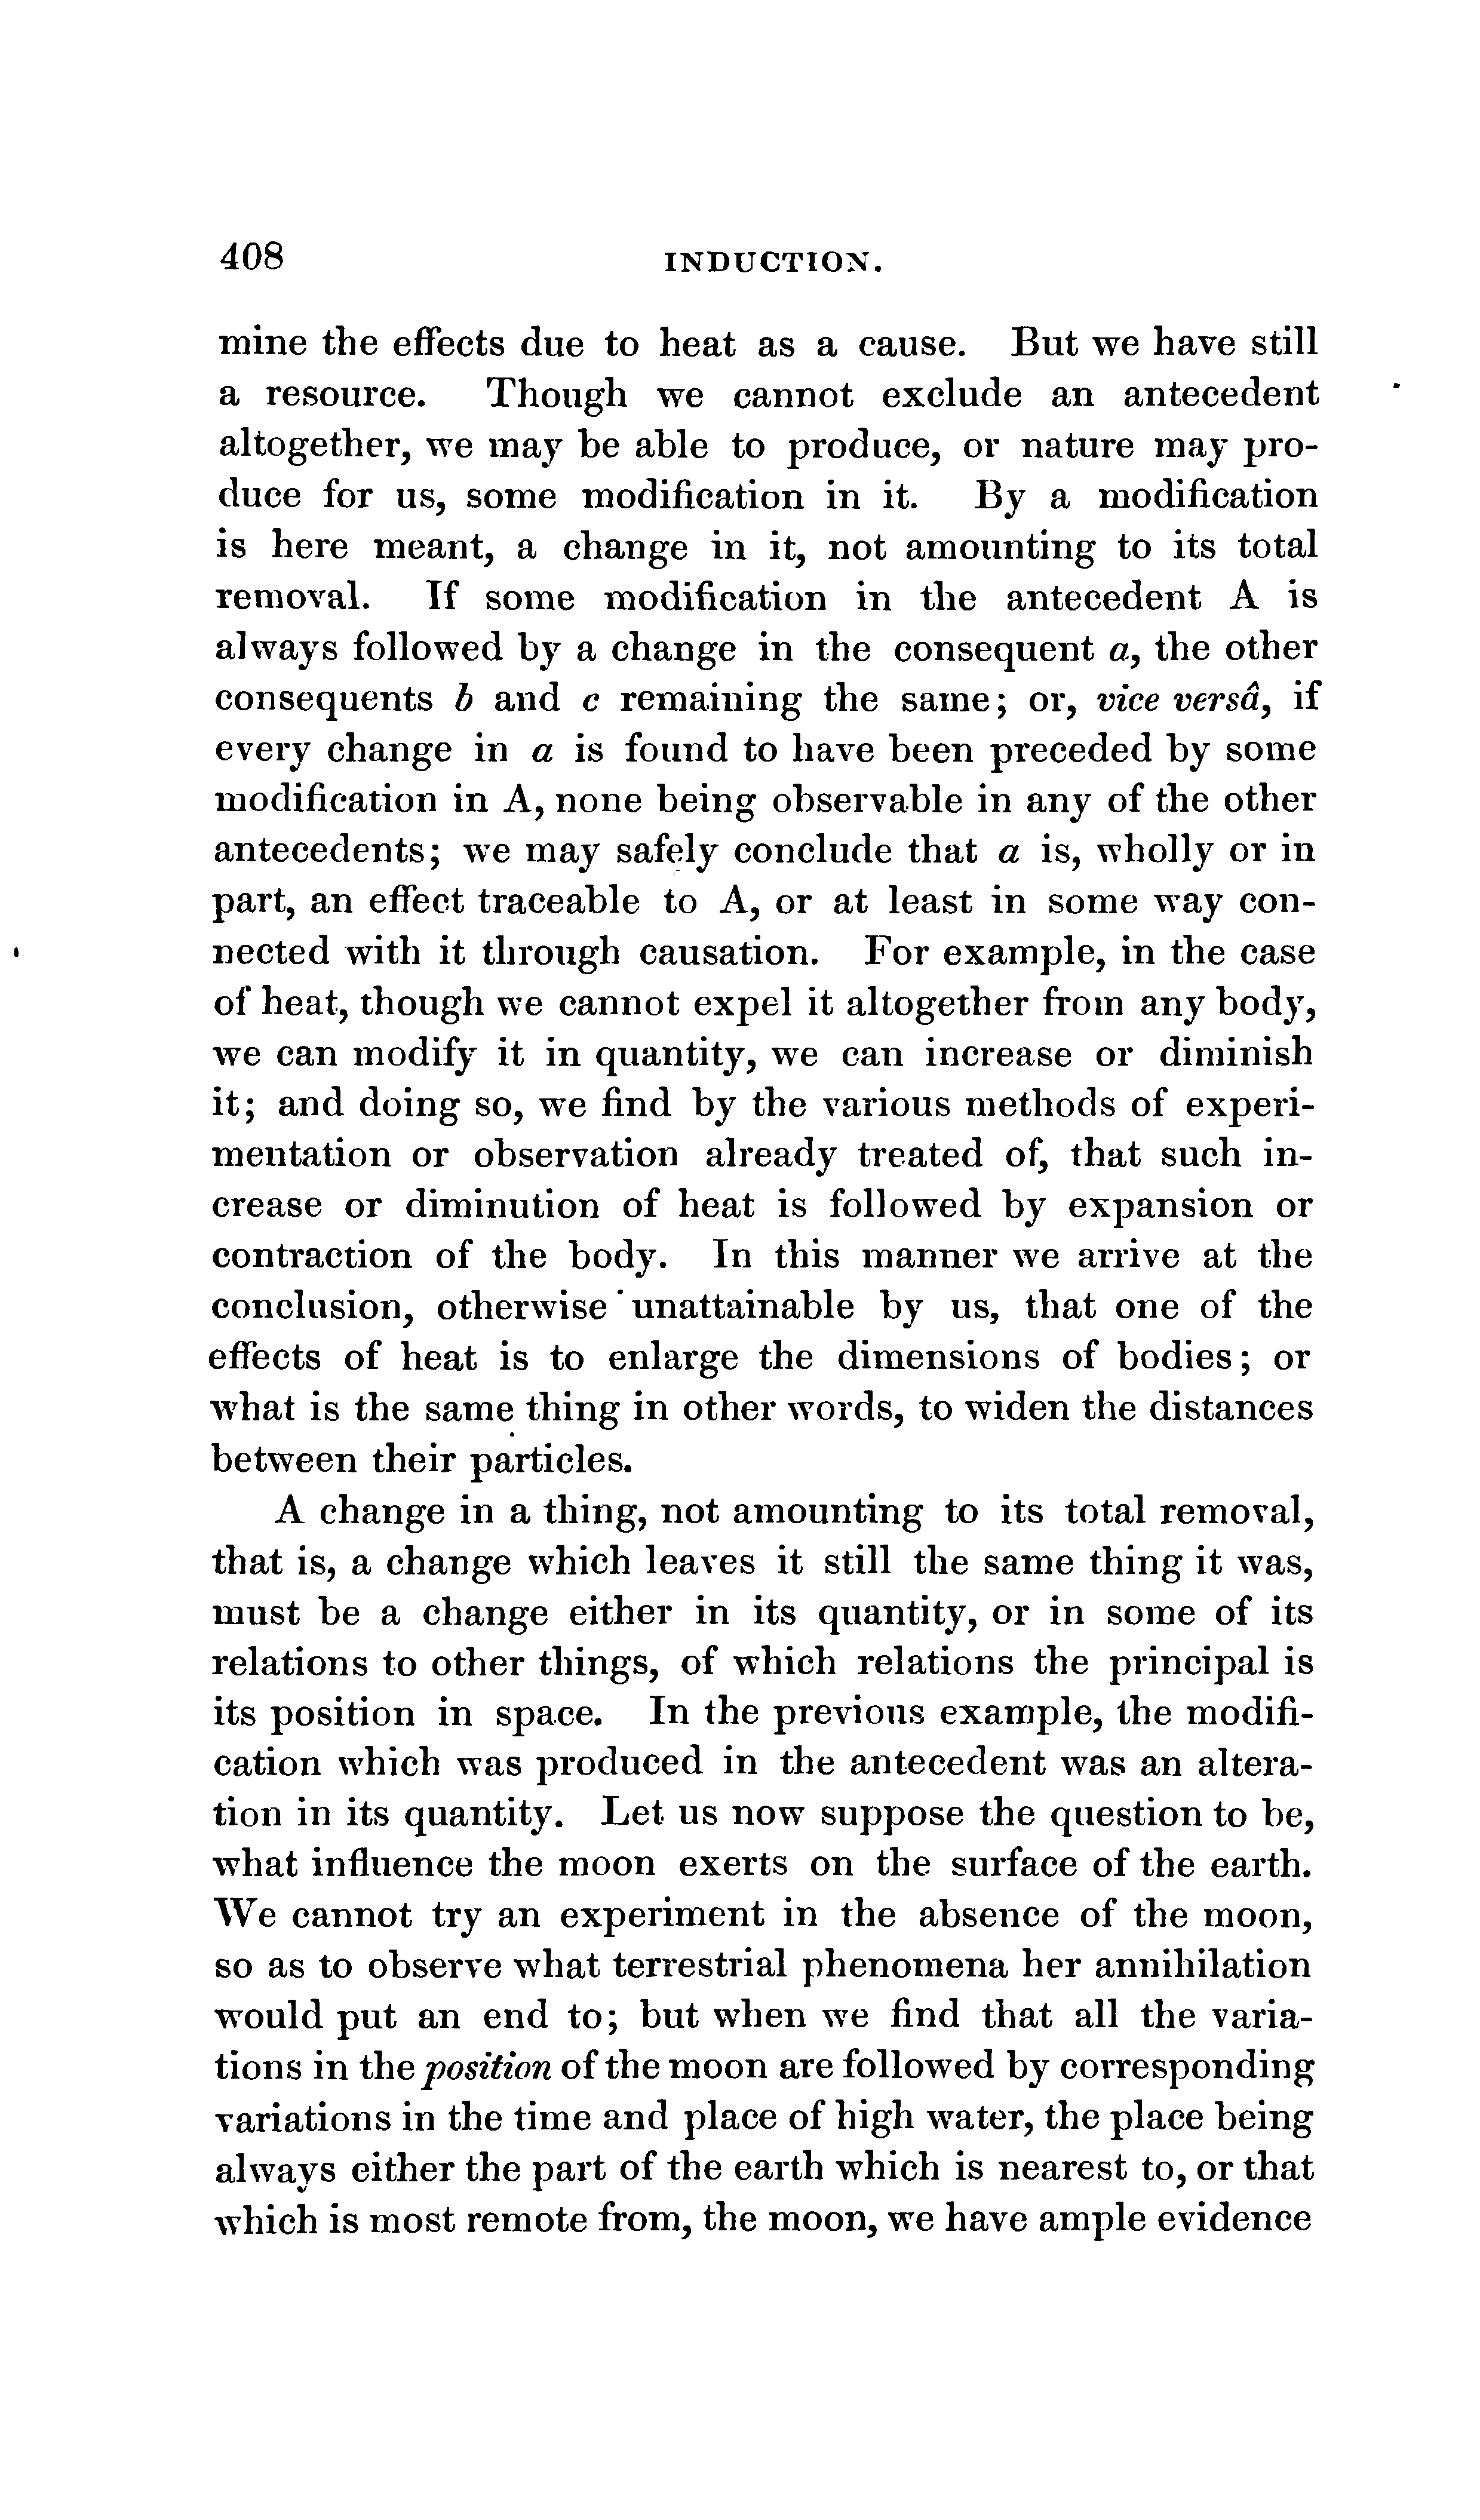 408 INDUCTION.
mine the effects due to heat as a cause. But we have still
a resource. Though we cannot exclude an antecedent
altogether, we may be able to produce, or nature may pro-
duce for us, some modification in it. By a modification
is here meant, a change in it, not amounting to its total
removal. If some modification in the antecedent A is
always followed by a change in the consequent a, the other
consequents b and c remaining the same; or, vice versâ, if
every change in a is found to have been preceded by some
modification in A, none being observable in any of the other
antecedents; we may safely conclude that a is, wholly or in
part, an effect traceable to A, or at least in some way con-
nected with it through causation. For example, in the case
of heat, though we cannot expel it altogether from any body,
we can modify it in quantity, we can increase or diminish
it; and doing so, we find by the various methods of experi-
mentation or observation already treated of, that such in-
crease or diminution of heat is followed by expansion or
contraction of the body. In this manner we arrive at the
conclusion, otherwise unattainable by us, that one of the
effects of heat is to enlarge the dimensions of bodies; or
what is the same thing in other words, to widen the distances
between their particles.
A change in a thing, not amounting to its total removal,
that is, a change which leaves it still the same thing it was,
must be a change either in its quantity, or in some of its
relations to other things, of which relations the principal is
its position in space. In the previous example, the modifi-
cation which was produced in the antecedent was an altera-
tion in its quantity. Let us now suppose the question to be,
what influence the moon exerts on the surface of the earth.
We cannot try an experiment in the absence of the moon,
so as to observe what terrestrial phenomena her annihilation
would put an end to; but when we find that all the varia-
tions in the position of the moon are followed by corresponding
variations in the time and place of high water, the place being
always either the part of the earth which is nearest to, or that
which is most remote from, the moon, we have ample evidence